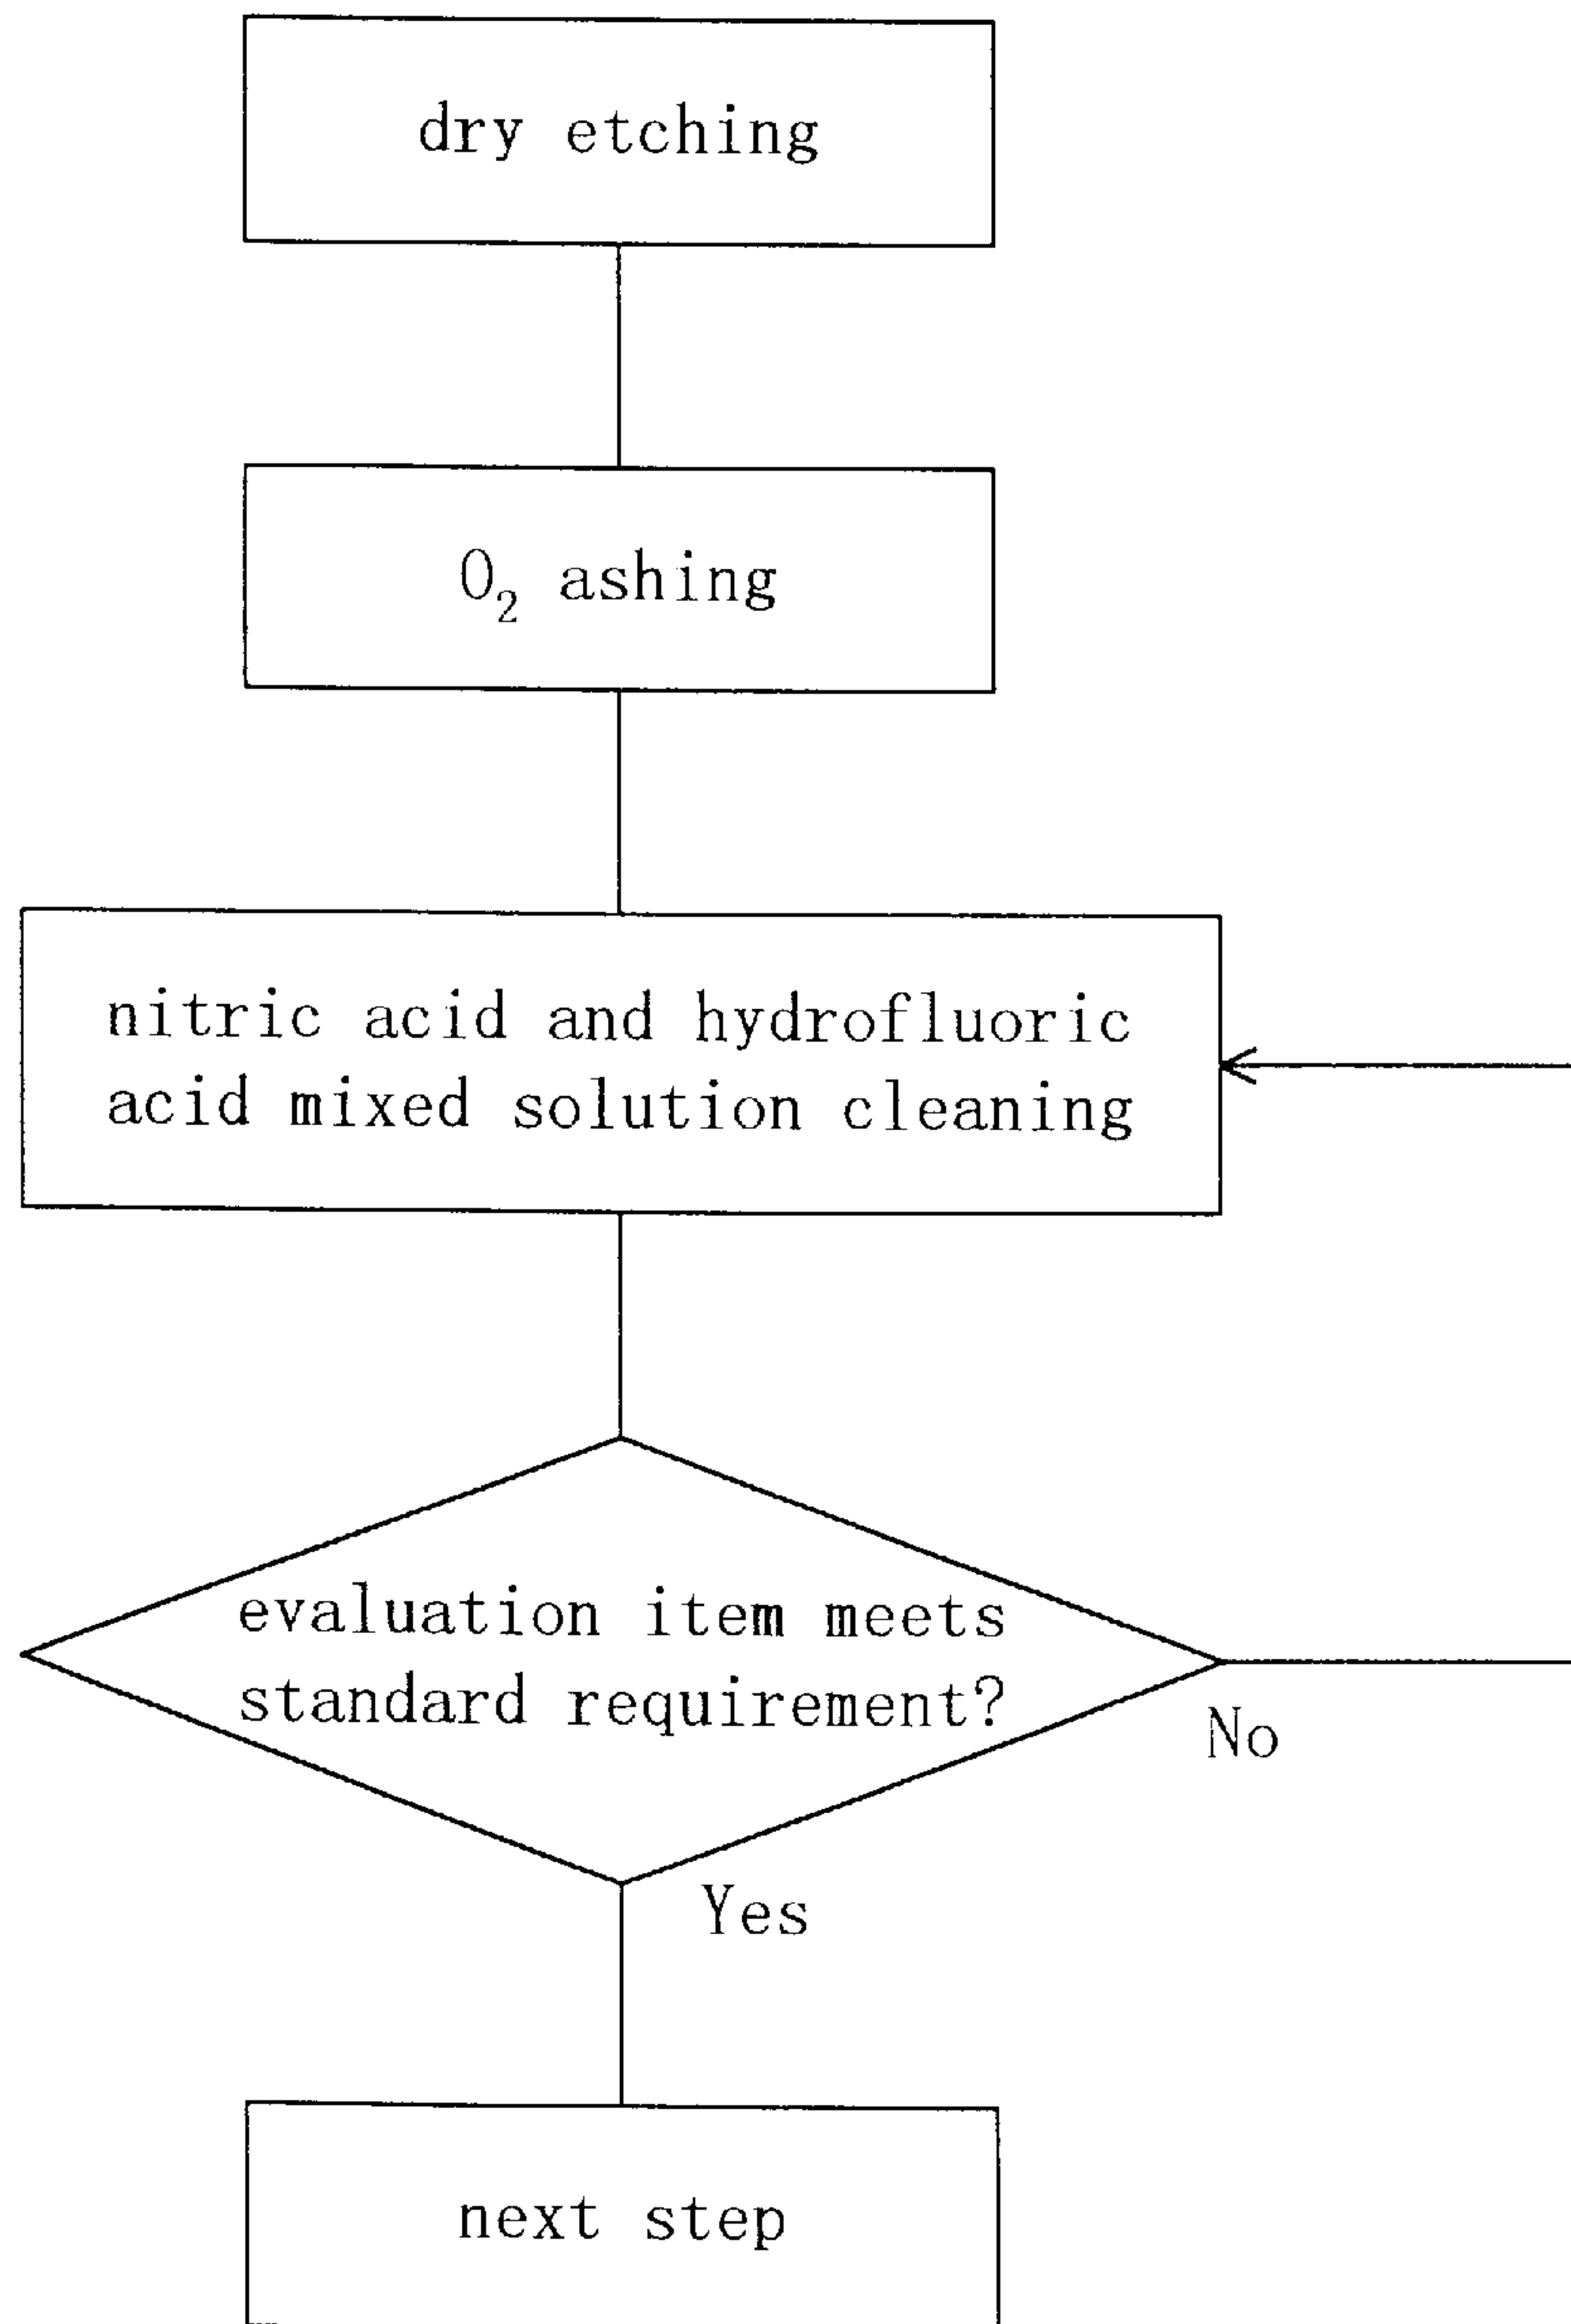 dry etching
O₂ ashing
nitric acid and hydrofluoric
acid mixed solution cleaning
evaluation item meets
standard requirement?
No
Yes
next step